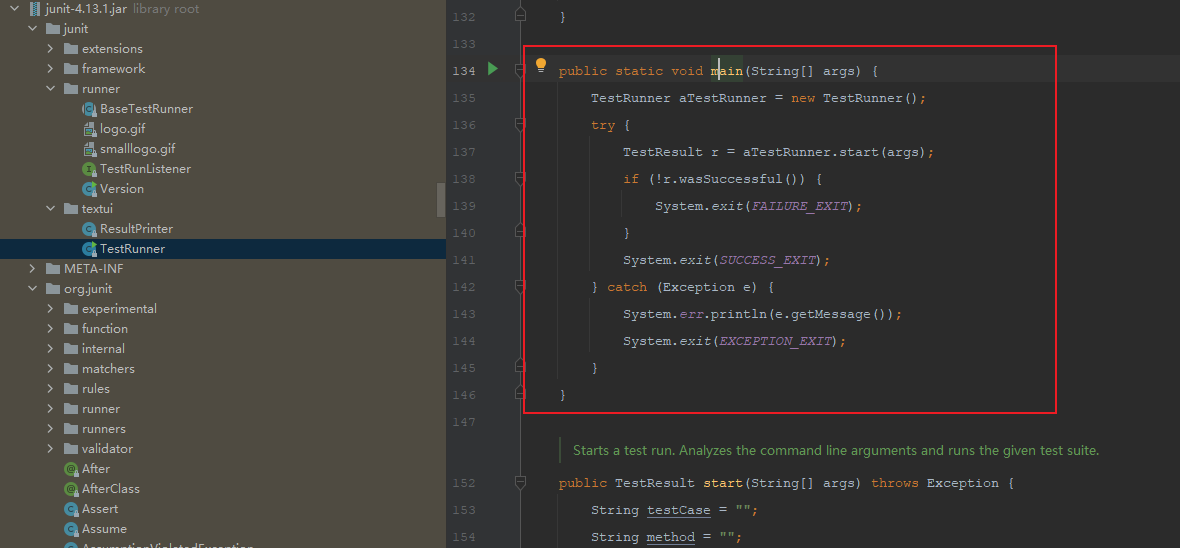 junit-4.13.1.jar library root
junit
extensions
framework
runner
BaseTestRunner
logo.gif
smalllogo.gif
TestRunListener
Version
textui
ResultPrinter
TestRunner
META-INF
org.junit
experimental
function
internal
matchers
rules
runner
runners
validator
After
AfterClass
Assert
Assume
AssumptionViolatedException
132 }
133
134 public static void main(String[] args) {
135 TestRunner aTestRunner = new TestRunner();
136 try {
137 TestResult r = aTestRunner.start(args);
138 if (!r.wasSuccessful()) {
139 System.exit(FAILURE_EXIT);
140 }
141 System.exit(SUCCESS_EXIT);
142 } catch (Exception e) {
143 System.err.println(e.getMessage());
144 System.exit(EXCEPTION_EXIT);
145 }
146 }
147
Starts a test run. Analyzes the command line arguments and runs the given test suite.
152 public TestResult start(String[] args) throws Exception {
153 String testCase = "";
154 String method = "";